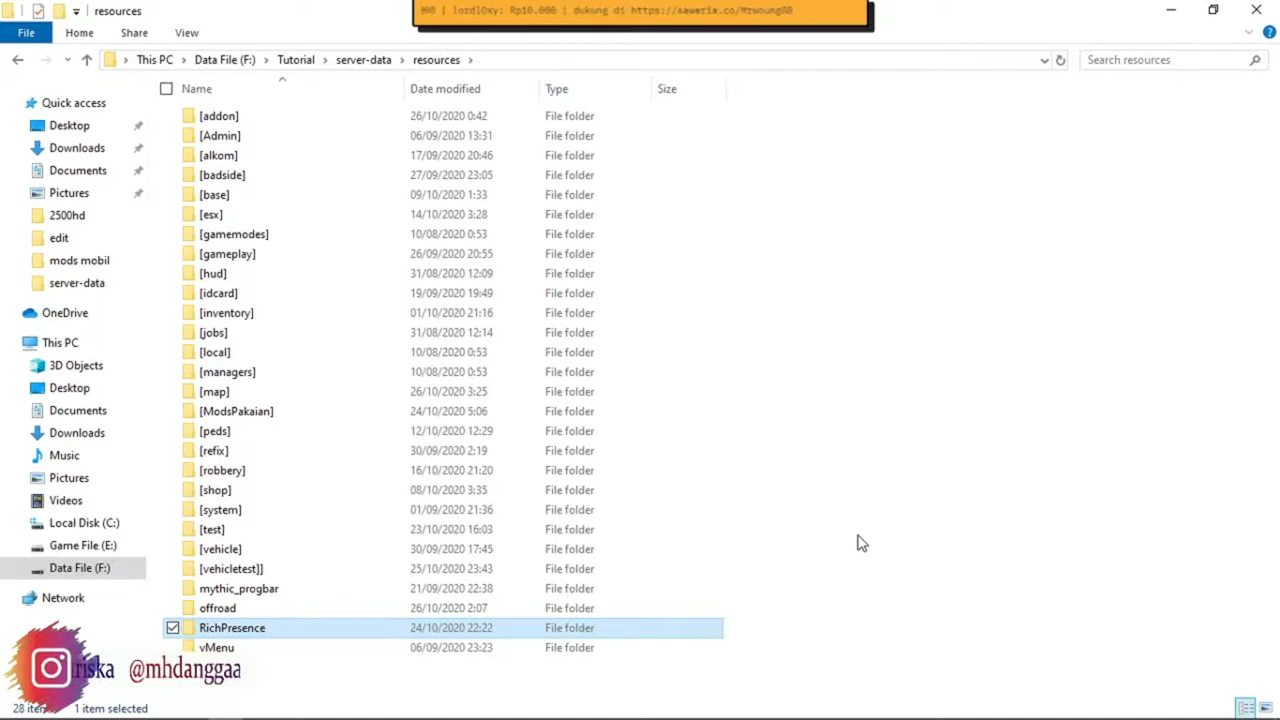 resources
₩0 | lordl0xy: Rp10.000 | dukung di https://saweria.co/Mrwoung88
File Home Share View
This PC Data File (F:) Tutorial server-data resources
Search resources
Name Date modified Type Size
Quick access
Desktop
Downloads
Documents
Pictures
2500hd
edit
mods mobil
server-data
OneDrive
This PC
3D Objects
Desktop
Documents
Downloads
Music
Pictures
Videos
Local Disk (C:)
Game File (E:)
Data File (F:)
Network
[addon] 26/10/2020 0:42 File folder
[Admin] 06/09/2020 13:31 File folder
[alkom] 17/09/2020 20:46 File folder
[badside] 27/09/2020 23:05 File folder
[base] 09/10/2020 1:33 File folder
[esx] 14/10/2020 3:28 File folder
[gamemodes] 10/08/2020 0:53 File folder
[gameplay] 26/09/2020 20:55 File folder
[hud] 31/08/2020 12:09 File folder
[idcard] 19/09/2020 19:49 File folder
[inventory] 01/10/2020 21:16 File folder
[jobs] 31/08/2020 12:14 File folder
[local] 10/08/2020 0:53 File folder
[managers] 10/08/2020 0:53 File folder
[map] 26/10/2020 3:25 File folder
[ModsPakaian] 24/10/2020 5:06 File folder
[peds] 12/10/2020 12:29 File folder
[refix] 30/09/2020 2:19 File folder
[robbery] 16/10/2020 21:20 File folder
[shop] 08/10/2020 3:35 File folder
[system] 01/09/2020 21:36 File folder
[test] 23/10/2020 16:03 File folder
[vehicle] 30/09/2020 17:45 File folder
[vehicletest]] 25/10/2020 23:43 File folder
mythic_progbar 21/09/2020 22:38 File folder
offroad 26/10/2020 2:07 File folder
RichPresence 24/10/2020 22:22 File folder
vMenu 06/09/2020 23:23 File folder
riska @mhdanggaa
28 items 1 item selected